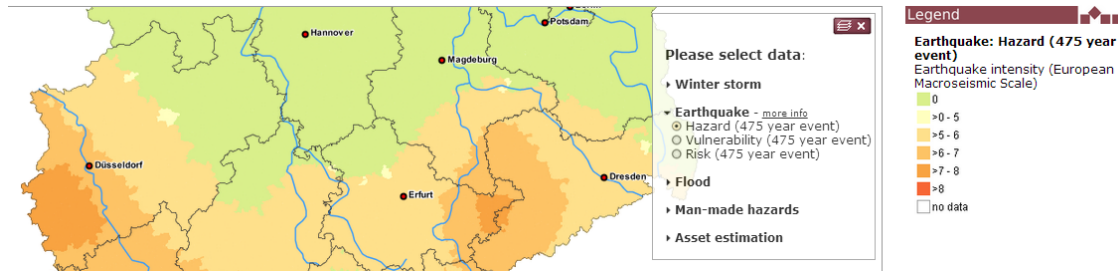 Hannover
Potsdam
Magdeburg
Düsseldorf
Erfurt
Dresden
Please select data:
Winter storm
Earthquake - more info
Hazard (475 year event)
Vulnerability (475 year event)
Risk (475 year event)
Flood
Man-made hazards
Asset estimation
Legend
Earthquake: Hazard (475 year
event)
Earthquake intensity (European
Macroseismic Scale)
0
>0 - 5
>5 - 6
>6 - 7
>7 - 8
>8
no data